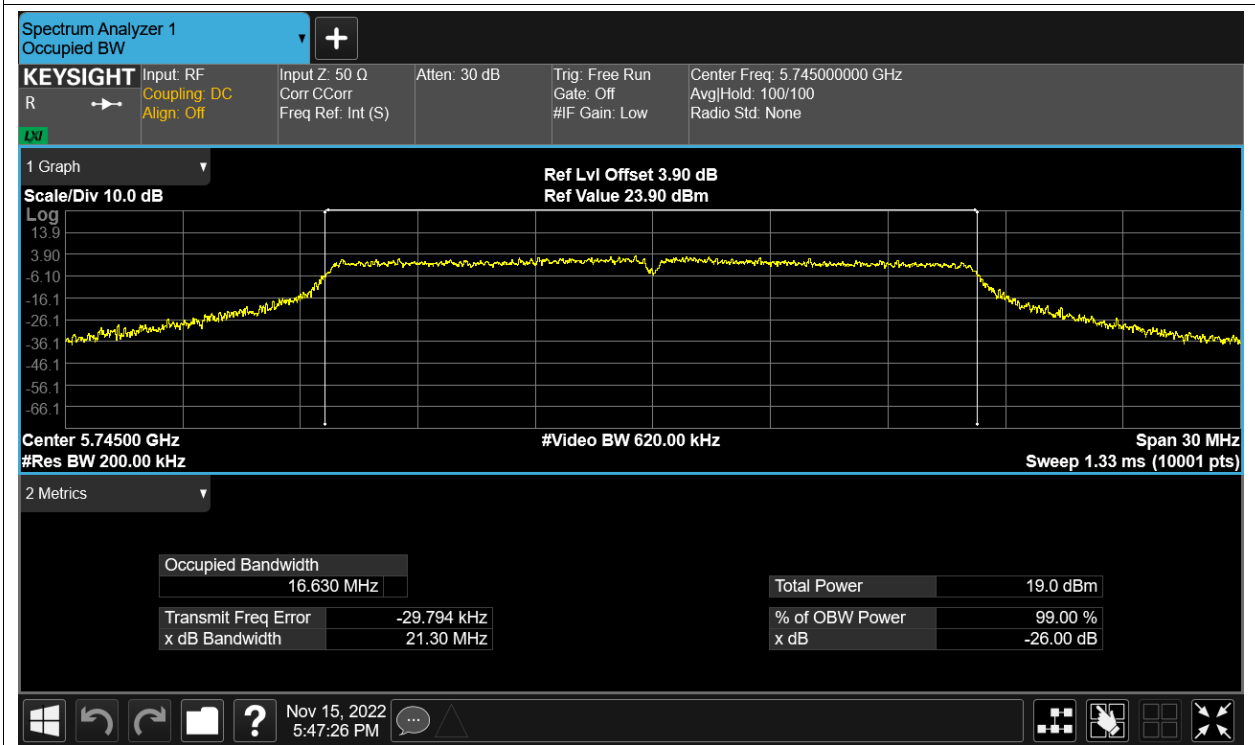 Spectrum Analyzer 1
Occupied BW
KEYSIGHT
R
LXI
Input: RF
Coupling: DC
Align: Off
Input Z: 50 Ω
Corr CCorr
Freq Ref: Int (S)
Atten: 30 dB
Trig: Free Run
Gate: Off
#IF Gain: Low
Center Freq: 5.745000000 GHz
Avg|Hold: 100/100
Radio Std: None
1 Graph
Scale/Div 10.0 dB
Ref Lvl Offset 3.90 dB
Ref Value 23.90 dBm
Log
13.9
3.90
-6.10
-16.1
-26.1
-36.1
-46.1
-56.1
-66.1
Center 5.74500 GHz
#Video BW 620.00 kHz
Span 30 MHz
#Res BW 200.00 kHz
Sweep 1.33 ms (10001 pts)
2 Metrics
Occupied Bandwidth
16.630 MHz
Total Power 19.0 dBm
Transmit Freq Error -29.794 kHz
% of OBW Power 99.00 %
x dB Bandwidth 21.30 MHz
x dB -26.00 dB
?
Nov 15, 2022
5:47:26 PM